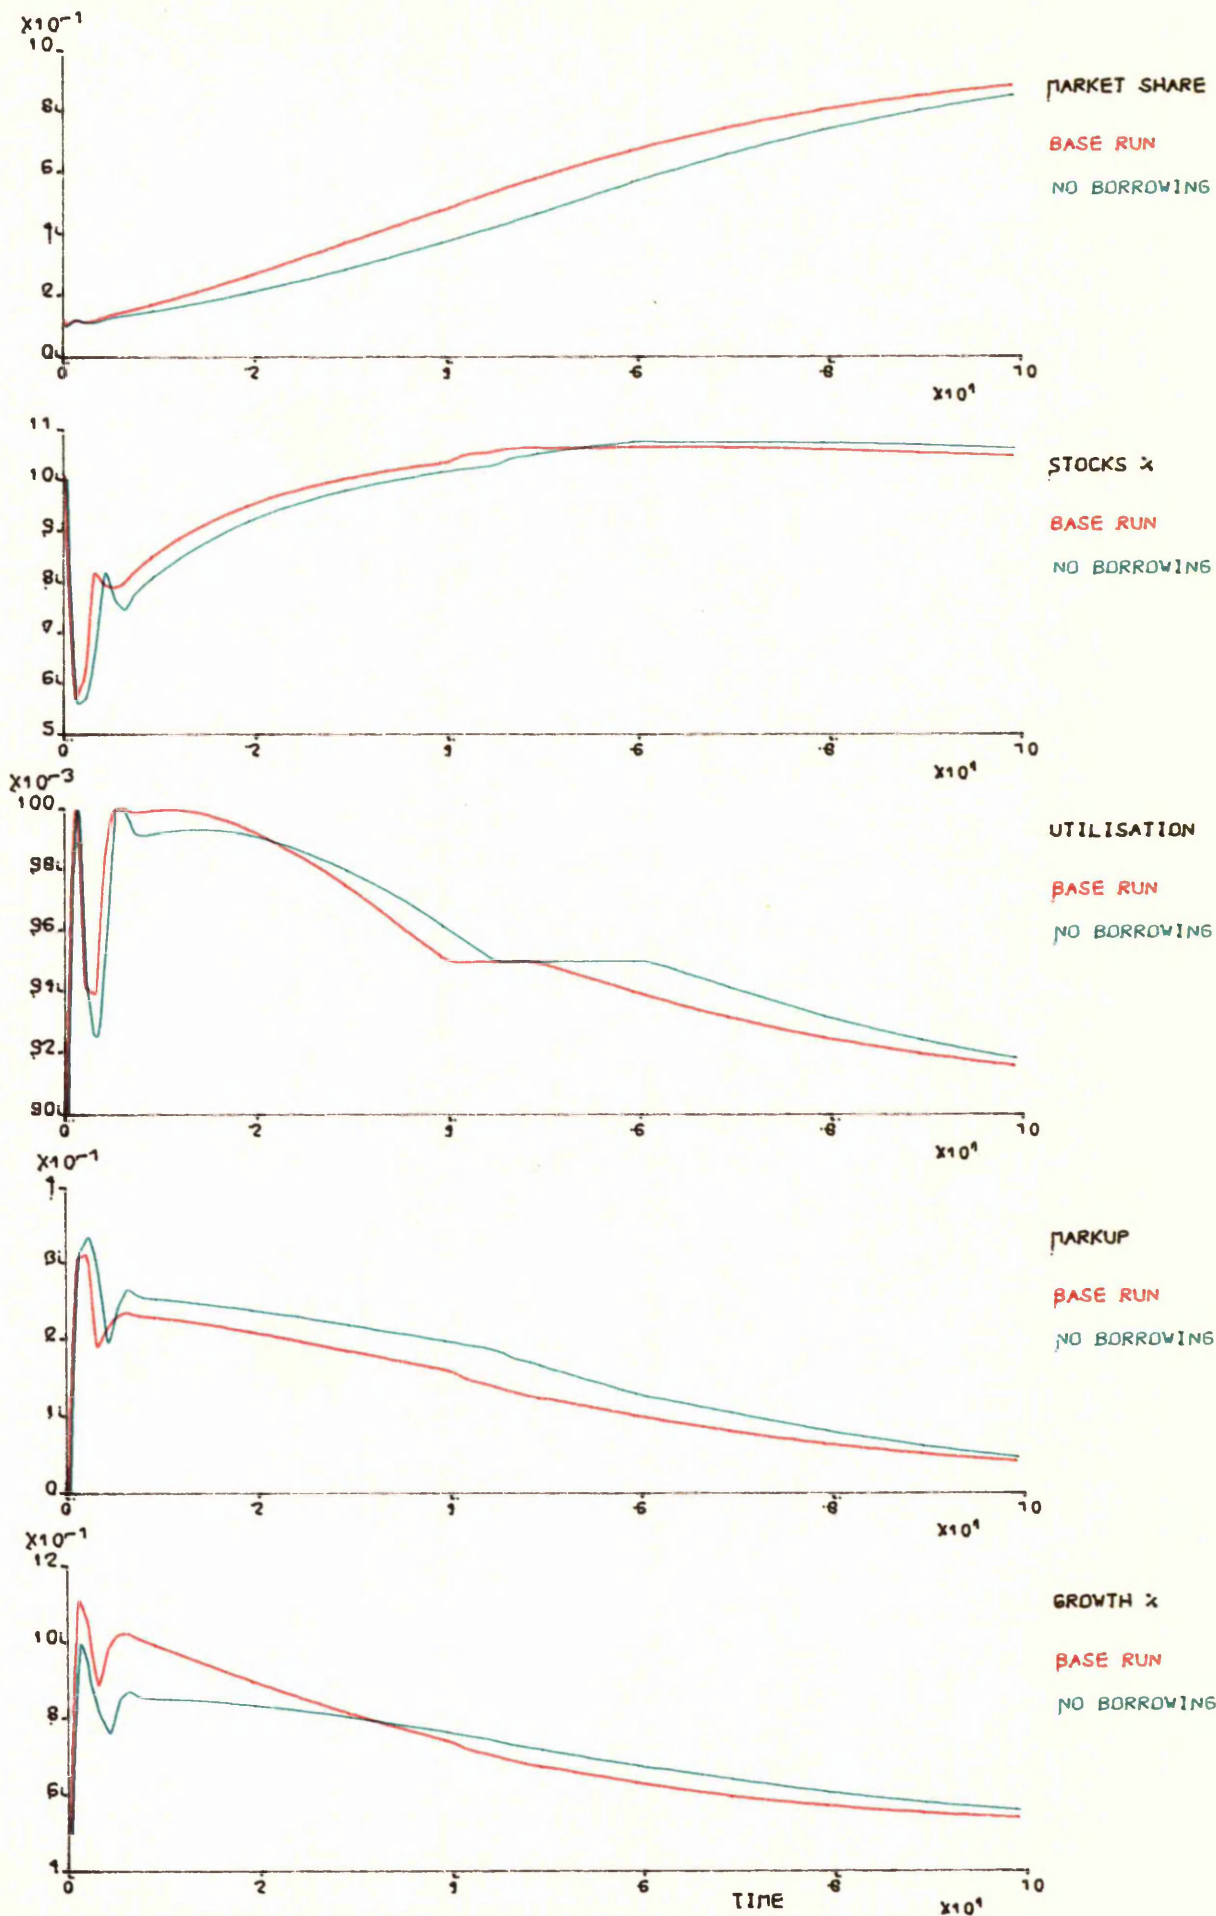 X10⁻¹
10
8
6
4
2
0
0 2 4 6 8 10
X10¹
MARKET SHARE
BASE RUN
NO BORROWING
11
10
9
8
7
6
5
0 2 4 6 8 10
X10¹
STOCKS %
BASE RUN
NO BORROWING
X10⁻³
100
98
96
94
92
90
0 2 4 6 8 10
X10¹
UTILISATION
BASE RUN
NO BORROWING
X10⁻¹
4
3
2
1
0
0 2 4 6 8 10
X10¹
MARKUP
BASE RUN
NO BORROWING
X10⁻¹
12
10
8
6
4
0 2 4 6 8 10
TIME
X10¹
GROWTH %
BASE RUN
NO BORROWING